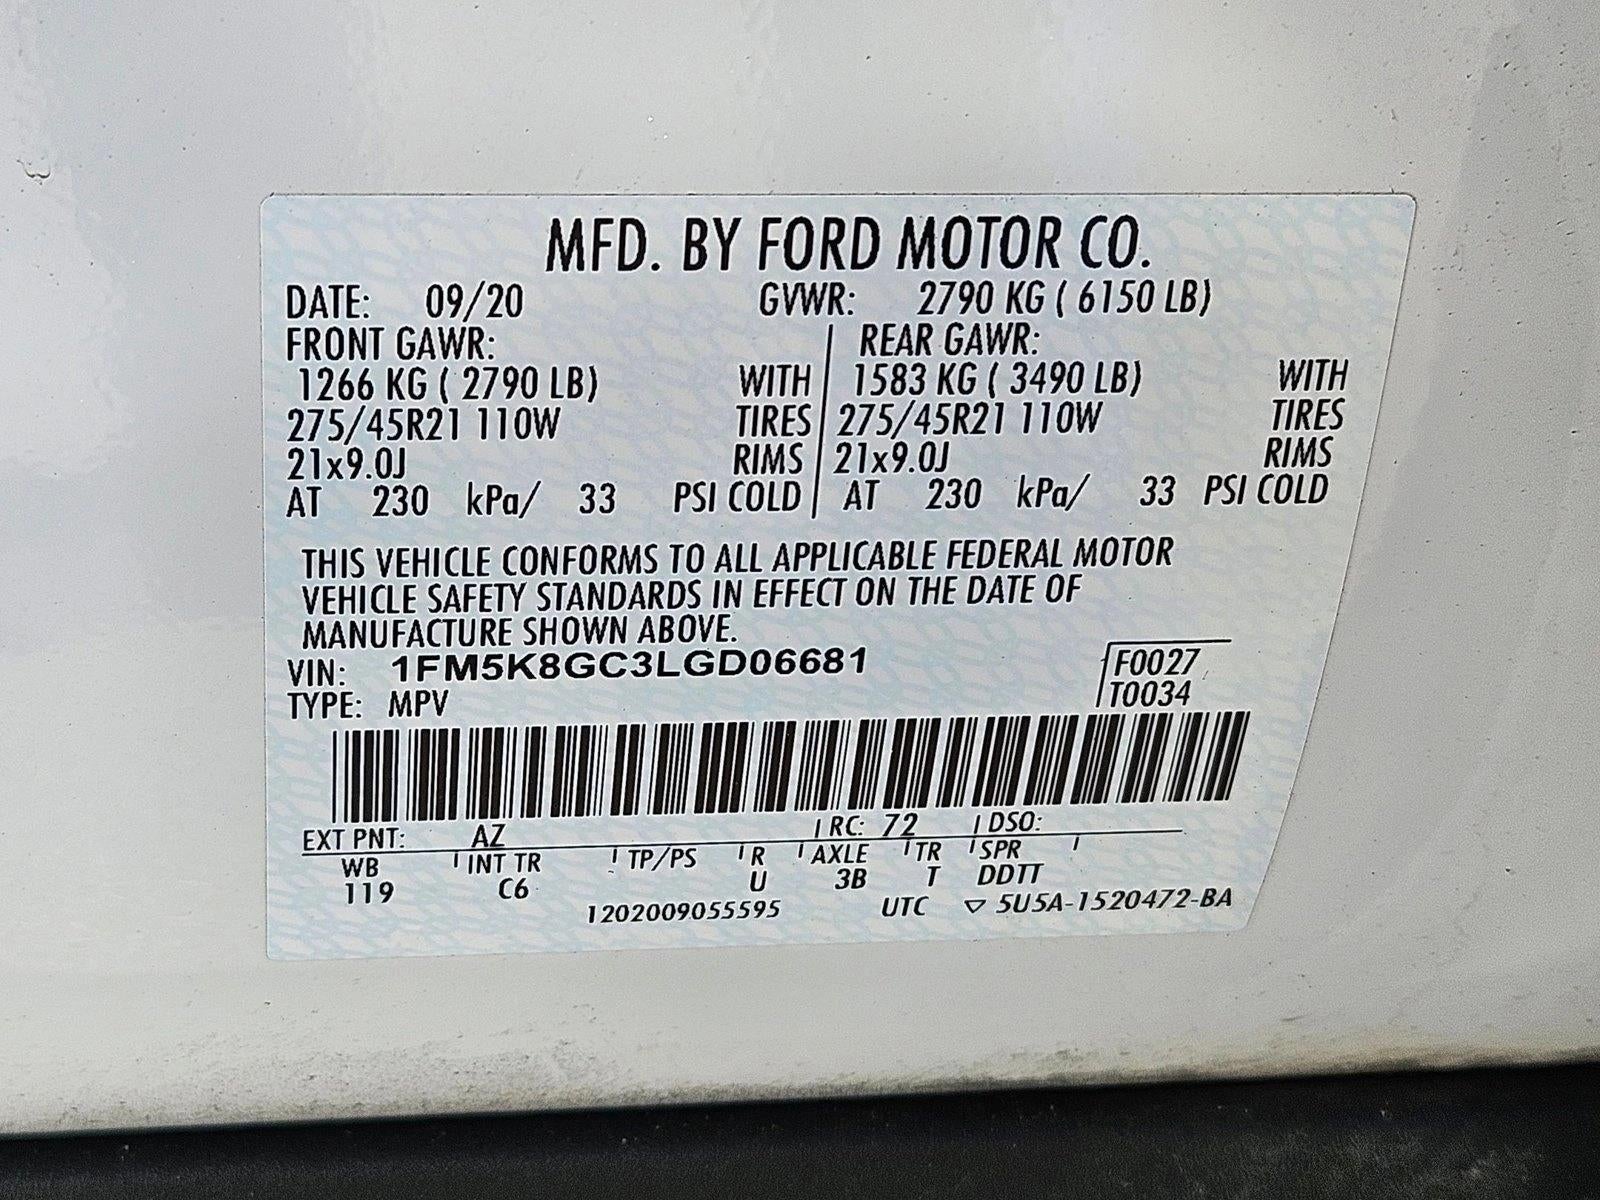 MFD. BY FORD MOTOR CO.
DATE: 09/20 GVWR: 2790 KG ( 6150 LB)
FRONT GAWR: REAR GAWR:
1266 KG ( 2790 LB) WITH 1583 KG ( 3490 LB) WITH
275/45R21 110W TIRES 275/45R21 110W TIRES
21x9.0J RIMS 21x9.0J RIMS
AT 230 kPa/ 33 PSI COLD AT 230 kPa/ 33 PSI COLD
THIS VEHICLE CONFORMS TO ALL APPLICABLE FEDERAL MOTOR
VEHICLE SAFETY STANDARDS IN EFFECT ON THE DATE OF
MANUFACTURE SHOWN ABOVE.
VIN: 1FM5K8GC3LGD06681 F0027
TYPE: MPV T0034
EXT PNT: AZ RC: 72 DSO:
WB INT TR TP/PS R AXLE TR SPR
119 C6 U 3B T DDTT
1202009055595 UTC ▽ 5U5A-1520472-BA